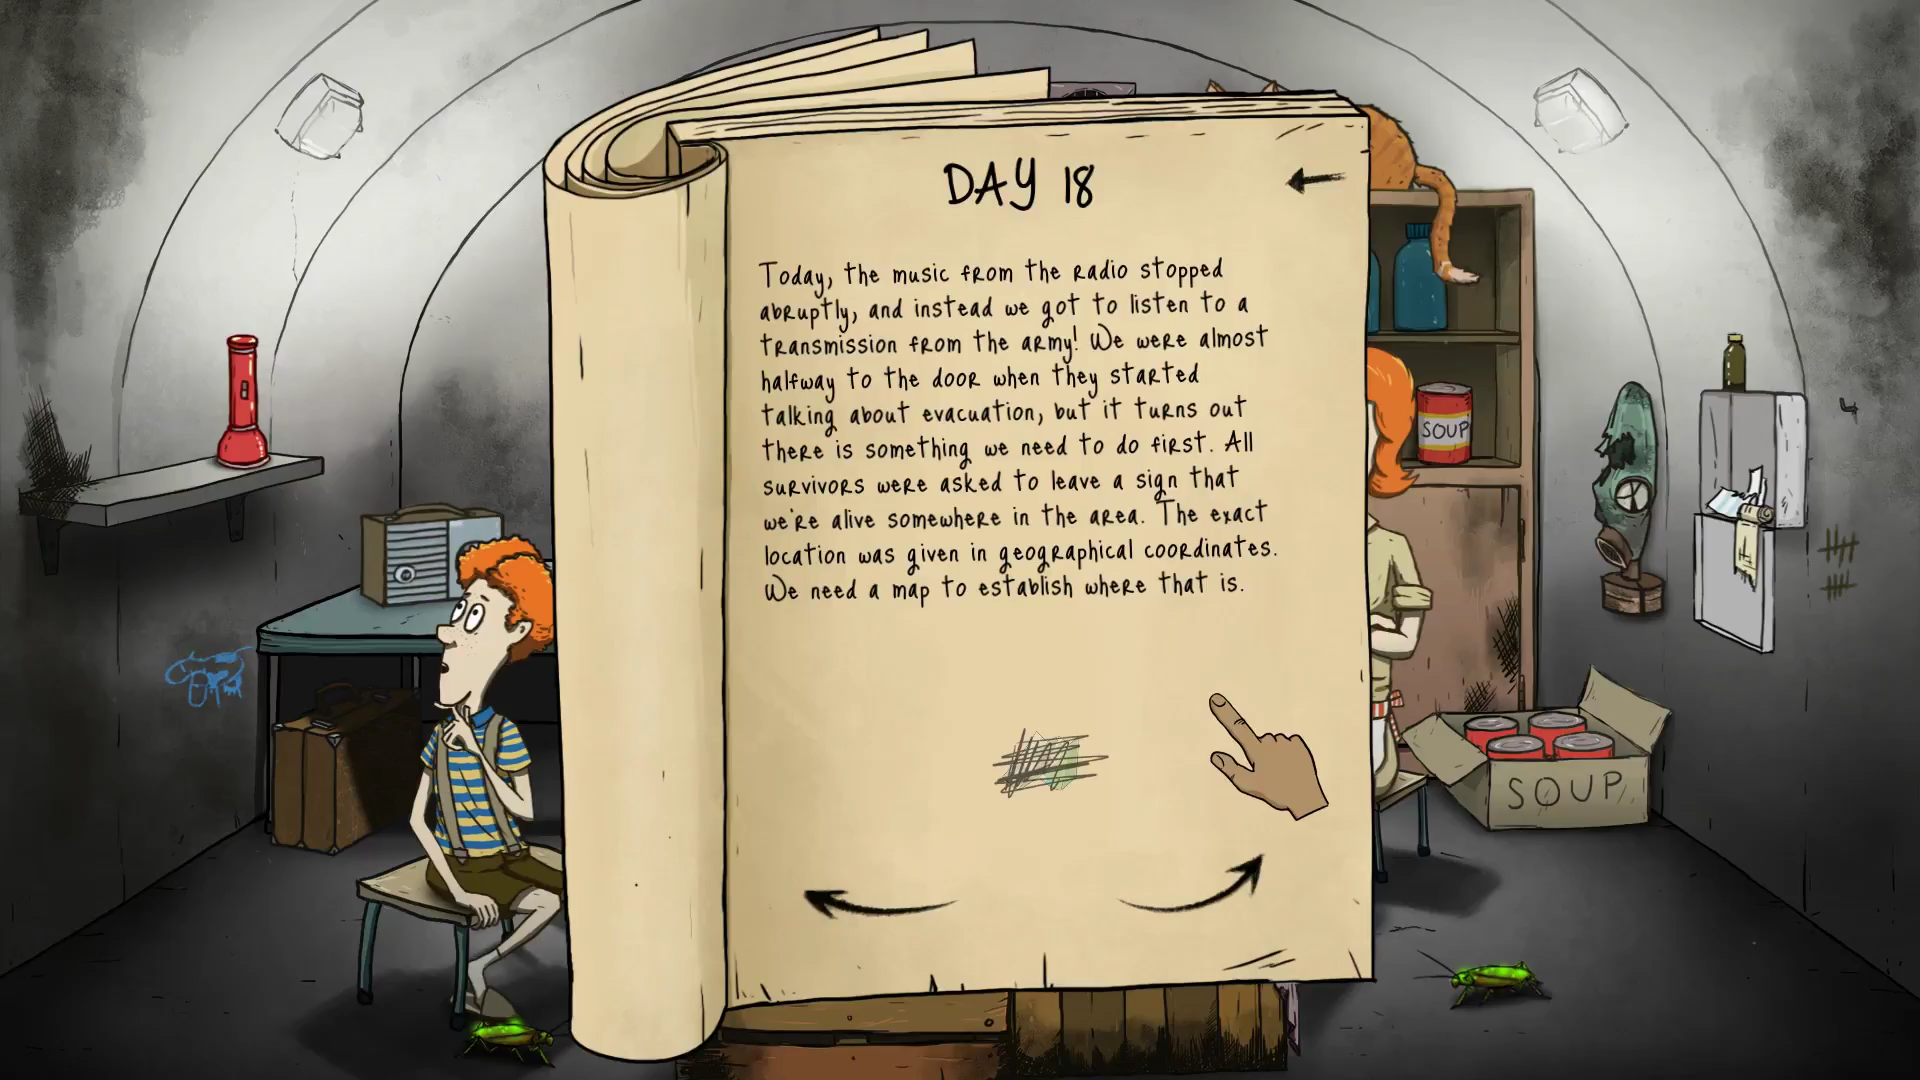 DAY 18
Today, the music from the radio stopped
abruptly, and instead we got to listen to a
transmission from the army! We were almost
halfway to the door when they started
talking about evacuation, but it turns out
there is something we need to do first. All
survivors were asked to leave a sign that
we're alive somewhere in the area. The exact
location was given in geographical coordinates.
We need a map to establish where that is.
SOUP
SOUP